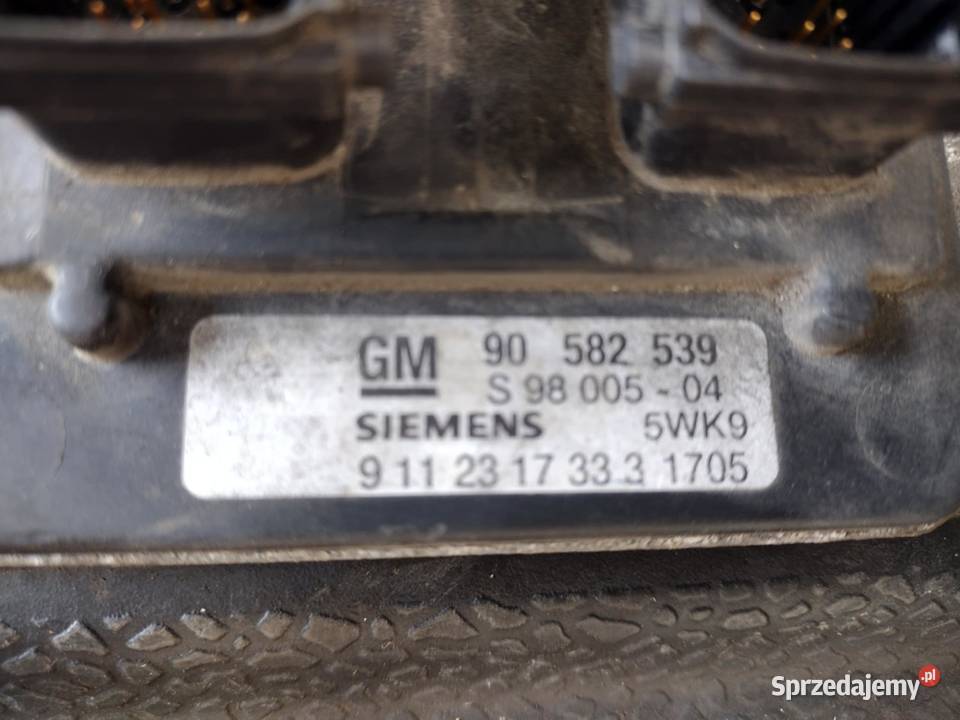 GM 90 582 539
S 98 005 - 04
SIEMENS 5WK9
9 11 23 17 33 3 1705
Sprzedajemy.pl